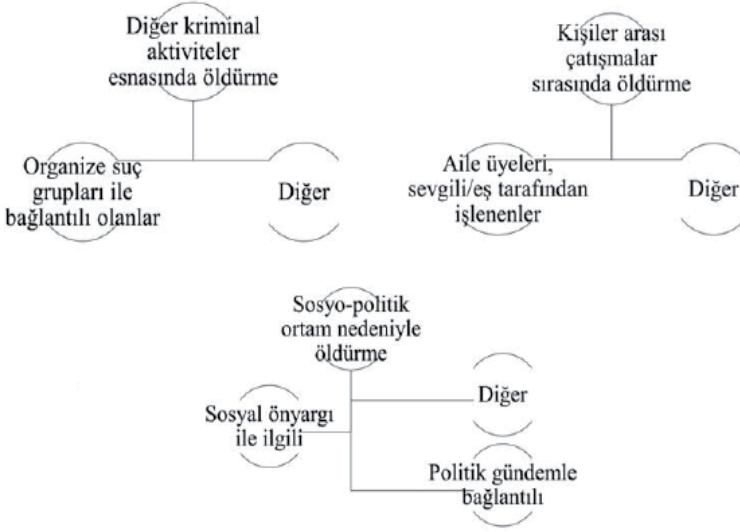 Diğer kriminal
aktiviteler
esnasında öldürme
Organize suç
grupları ile
bağlantılı olanlar
Diğer
Kişiler arası
çatışmalar
sırasında öldürme
Aile üyeleri,
sevgili/eş tarafından
işlenenler
Diğer
Sosyo-politik
ortam nedeniyle
öldürme
Diğer
Sosyal önyargı
ile ilgili
Politik gündemle
bağlantılı